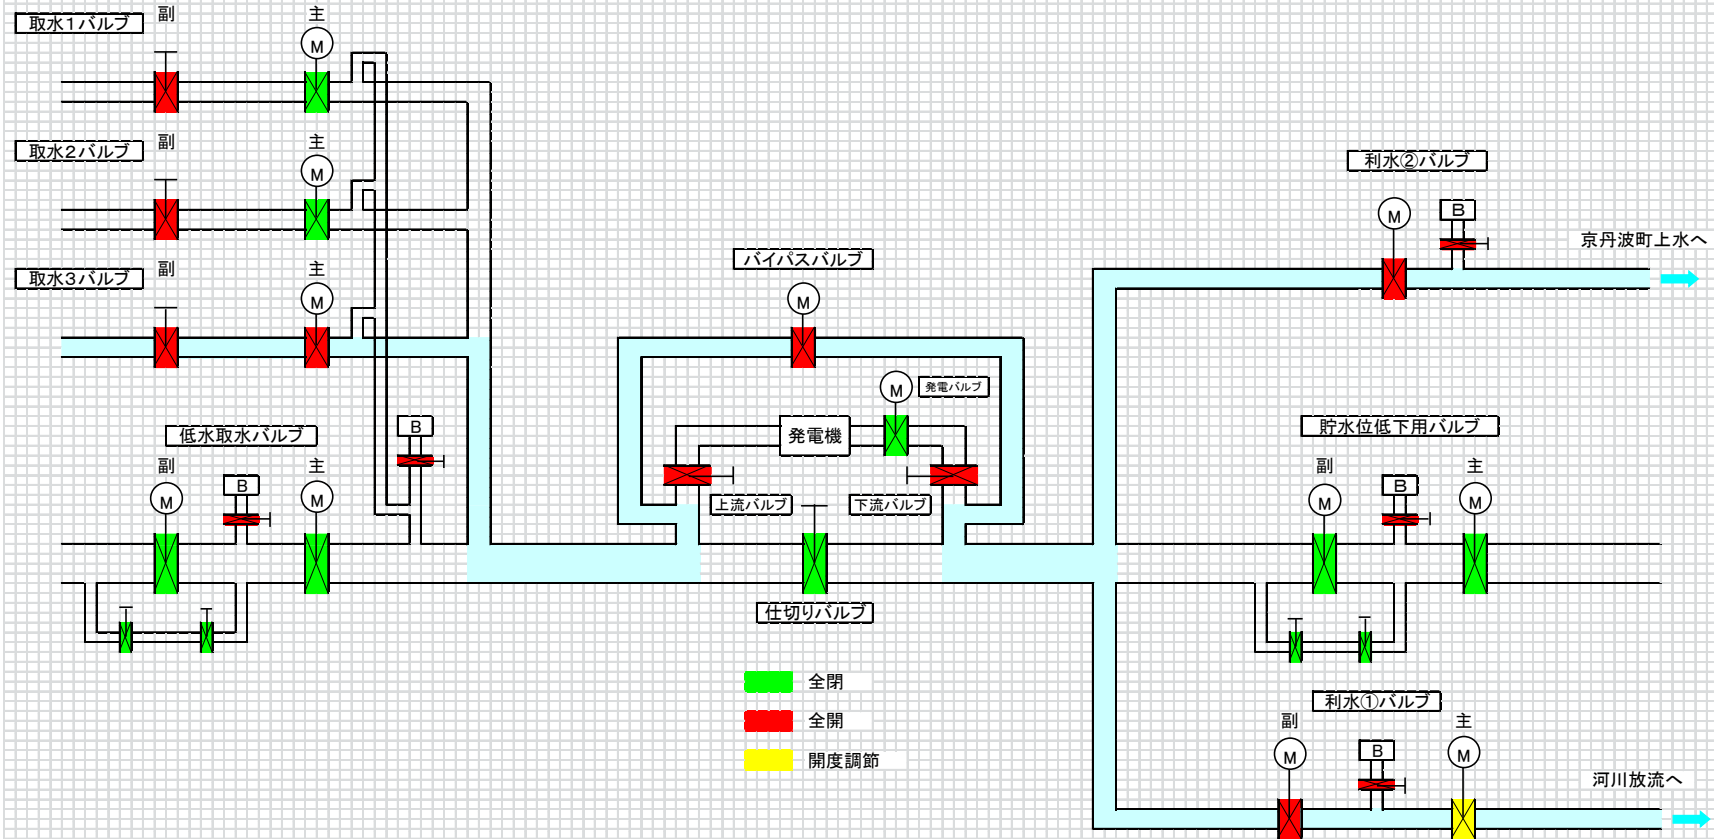 取水1バルブ
副
主
M
取水2バルブ
副
主
M
取水3バルブ
副
主
M
低水取水バルブ
副
主
M
B
M
B
バイパスバルブ
M
M
発電バルブ
発電機
上流バルブ
下流バルブ
仕切りバルブ
全閉
全開
開度調節
利水②バルブ
M
B
京丹波町上水へ
貯水位低下用バルブ
副
主
M
B
M
利水①バルブ
副
主
M
B
M
河川放流へ